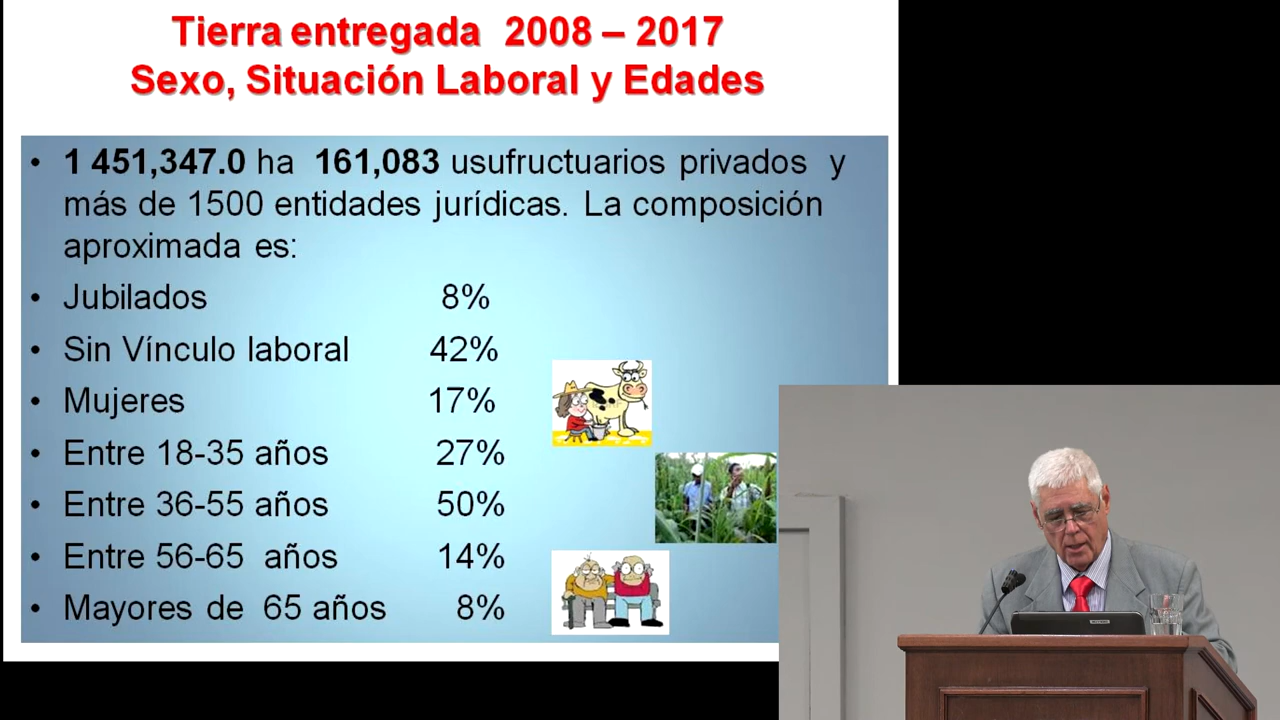 Tierra entregada 2008 – 2017
Sexo, Situación Laboral y Edades
• 1 451,347.0 ha 161,083 usufructuarios privados y
más de 1500 entidades jurídicas. La composición
aproximada es:
• Jubilados 8%
• Sin Vínculo laboral 42%
• Mujeres 17%
• Entre 18-35 años 27%
• Entre 36-55 años 50%
• Entre 56-65 años 14%
• Mayores de 65 años 8%